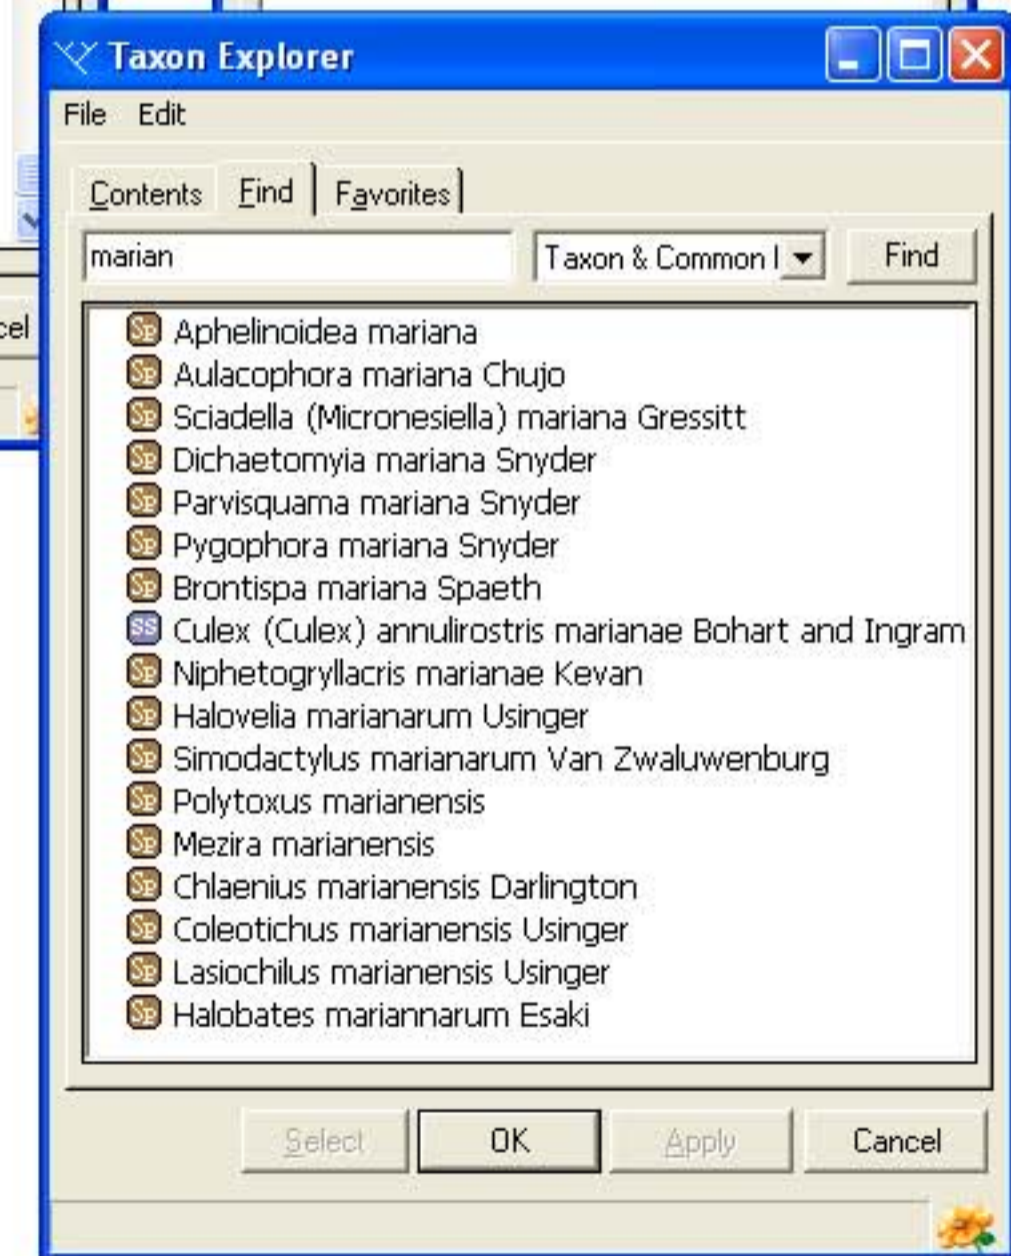 Taxon Explorer
File Edit
Contents Find Favorites
marian Taxon & Common Find
cel
Sp Aphelinoidea mariana
Sp Aulacophora mariana Chujo
Sp Sciadella (Micronesiella) mariana Gressitt
Sp Dichaetomyia mariana Snyder
Sp Parvisquama mariana Snyder
Sp Pygophora mariana Snyder
Sp Brontispa mariana Spaeth
SS Culex (Culex) annulirostris marianae Bohart and Ingram
Sp Niphetogryllacris marianae Kevan
Sp Halovelia marianarum Usinger
Sp Simodactylus marianarum Van Zwaluwenburg
Sp Polytoxus marianensis
Sp Mezira marianensis
Sp Chlaenius marianensis Darlington
Sp Coleotichus marianensis Usinger
Sp Lasiochilus marianensis Usinger
Sp Halobates mariannarum Esaki
Select OK Apply Cancel